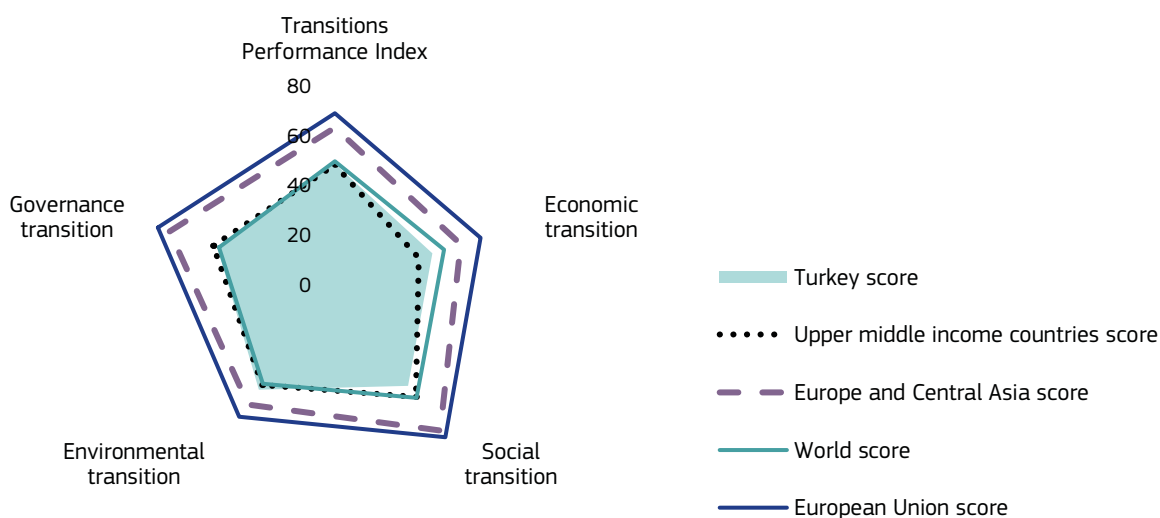 Transitions
Performance Index
80
60
40
20
0
Governance
transition
Economic
transition
Environmental
transition
Social
transition
Turkey score
Upper middle income countries score
Europe and Central Asia score
World score
European Union score